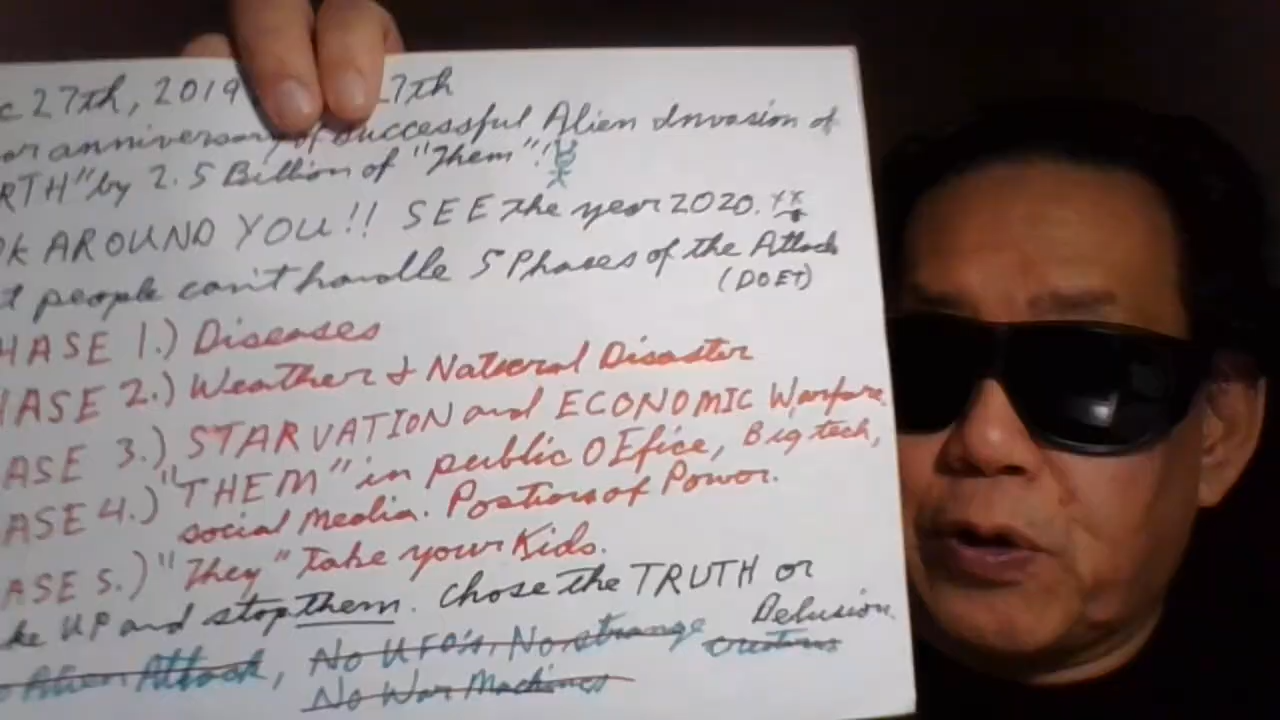 c 27th, 2019 27th
or anniversary of successful Alien Invasion of
RTH" by 2.5 Billion of "Them"!
OK AROUND YOU!! SEE the year 2020.
t people can't handle 5 Phases of the Attack
(DOET)
HASE 1.) Diseases
HASE 2.) Weather & Natural Disaster
ASE 3.) STARVATION and ECONOMIC Warfare.
ASE 4.) "THEM" in public OEfice, Big tech,
social Media. Postions of Power.
ASE 5.) "They" Take your Kids.
ke UP and stop them. Chose the TRUTH or
Delusion.
o Alien Attack, No UFO's, No strange
No War Machines